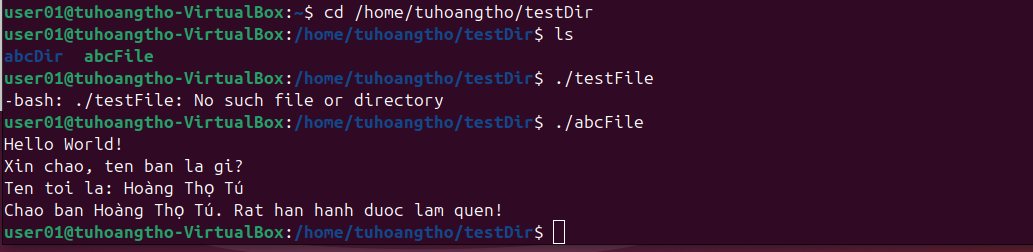 user01@tuhoangtho-VirtualBox:~$ cd /home/tuhoangtho/testDir
user01@tuhoangtho-VirtualBox:/home/tuhoangtho/testDir$ ls
abcDir  abcFile
user01@tuhoangtho-VirtualBox:/home/tuhoangtho/testDir$ ./testFile
-bash: ./testFile: No such file or directory
user01@tuhoangtho-VirtualBox:/home/tuhoangtho/testDir$ ./abcFile
Hello World!
Xin chao, ten ban la gi?
Ten toi la: Hoàng Thọ Tú
Chao ban Hoàng Thọ Tú. Rat han hanh duoc lam quen!
user01@tuhoangtho-VirtualBox:/home/tuhoangtho/testDir$